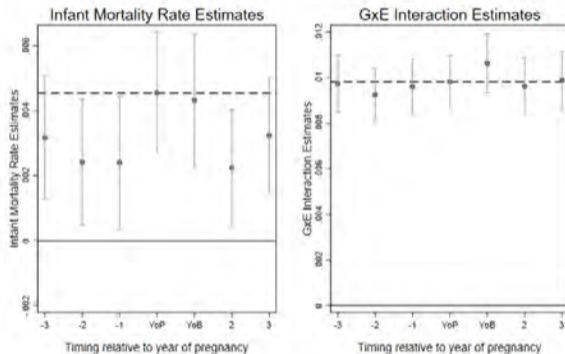 Infant Mortality Rate Estimates
Infant Mortality Rate Estimates
.006
.004
.002
0
-.002
-3 -2 -1 YoP YoB 2 3
Timing relative to year of pregnancy
GxE Interaction Estimates
GxE Interaction Estimates
.012
.01
.008
.006
.004
.002
0
-3 -2 -1 YoP YoB 2 3
Timing relative to year of pregnancy